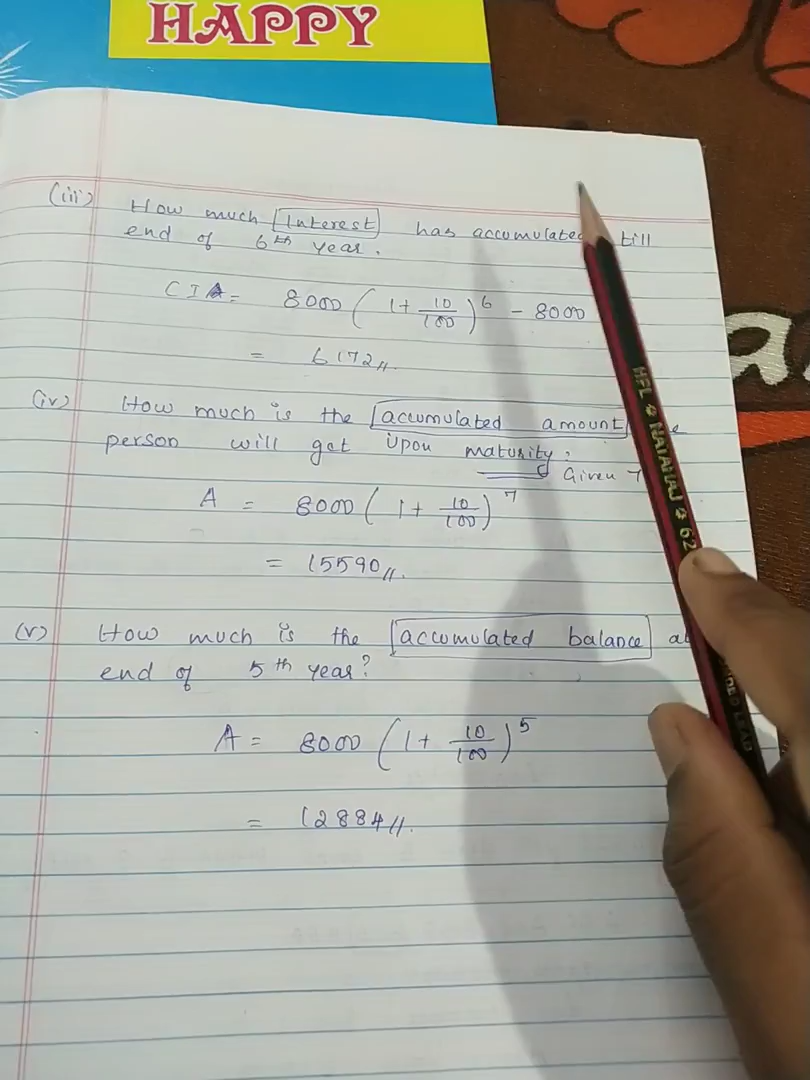 HAPPY
(iii) How much Interest has accumulated till
end of 6th year.
CIA = 8000 (1 + 10/100)^6 - 8000
= 6172//.
(iv) How much is the accumulated amount
person will get upon maturity?
Given 7
A = 8000 (1 + 10/100)^7
= 15590//.
(v) How much is the accumulated balance
end of 5th year?
A = 8000 (1 + 10/100)^5
= 12884//.
HFL NATARAJ 62
BONDED LEAD